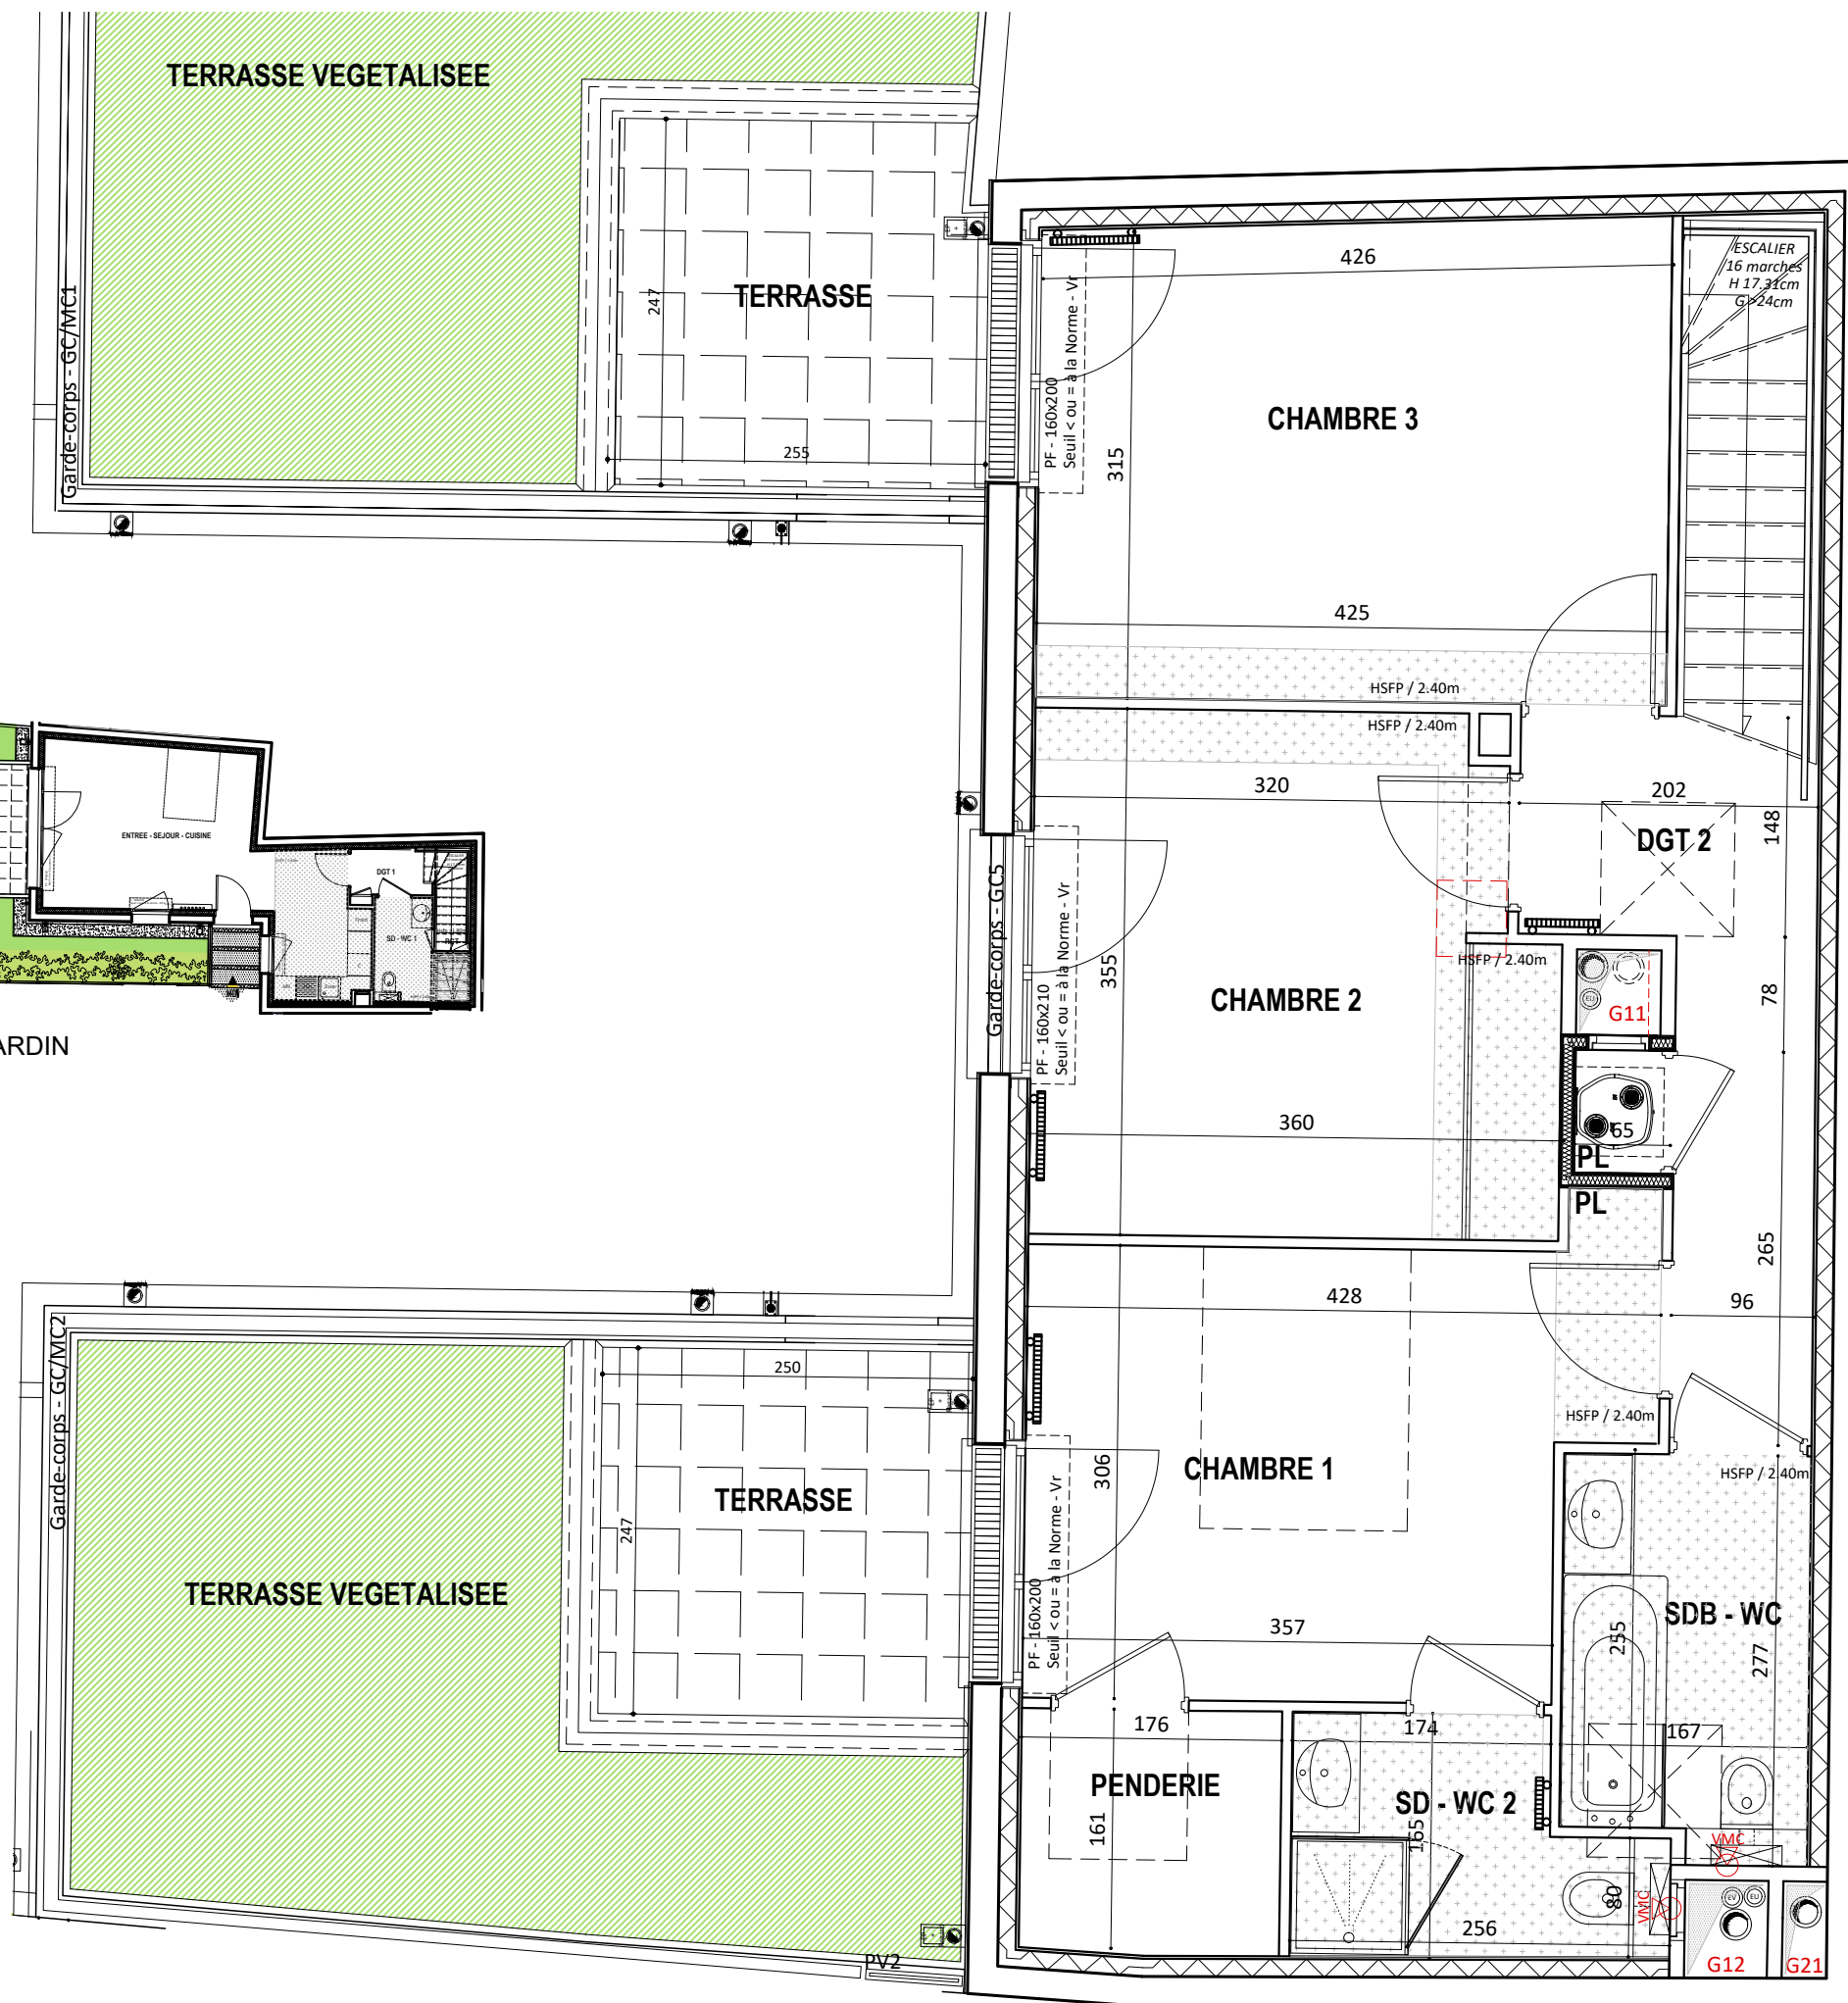 TERRASSE VEGETALISEE
Garde-corps - GC/MC1
TERRASSE
247
255
426
ESCALIER
16 marches
H 17.31cm
G >24cm
PF - 160x200
Seuil < ou = à la Norme - Vr
315
CHAMBRE 3
425
HSFP / 2.40m
HSFP / 2.40m
320
202
DGT 2
148
Garde-corps - GC5
PF - 160x210
Seuil < ou = à la Norme - Vr
355
CHAMBRE 2
HSFP / 2.40m
EU
G11
78
360
65
PL
PL
265
ENTREE - SEJOUR - CUISINE
DGT 1
SD - WC 1
ARDIN
428
96
Garde-corps - GC/MC2
250
TERRASSE
247
TERRASSE VEGETALISEE
PF - 160x200
Seuil < ou = à la Norme - Vr
306
CHAMBRE 1
HSFP / 2.40m
HSFP / 2.40m
357
SDB - WC
255
277
176
174
167
PENDERIE
161
SD - WC 2
165
80
VMC
VMC
256
EV
EU
G12
G21
PV2